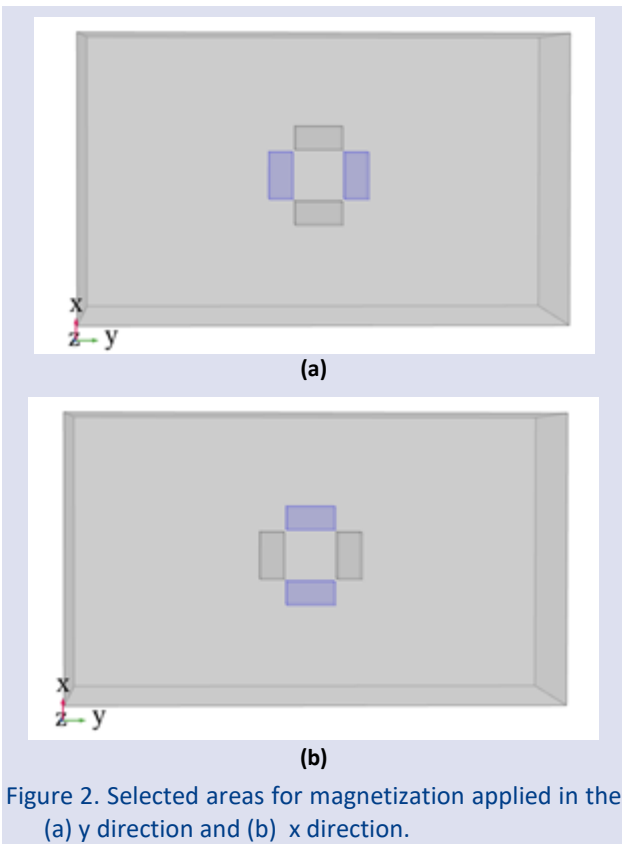 x
z y
(a)
x
z y
(b)
Figure 2. Selected areas for magnetization applied in the
(a) y direction and (b) x direction.